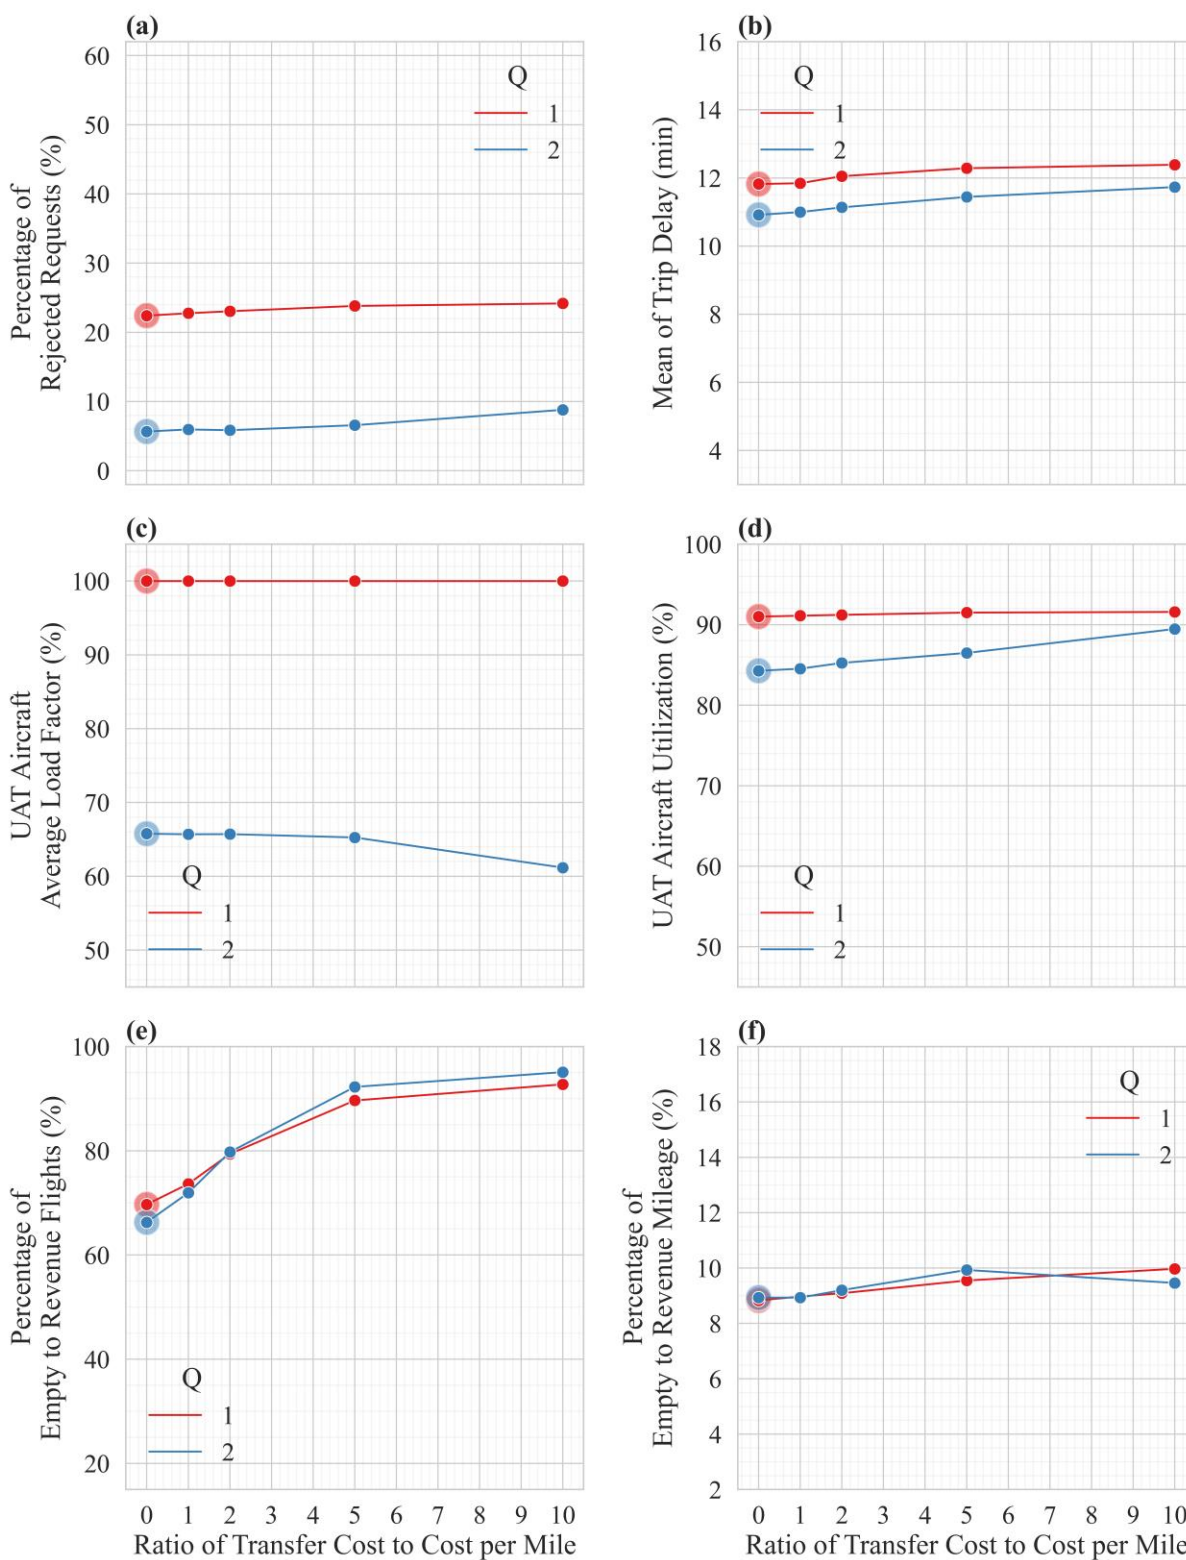 (a)
60
50
40
30
20
10
0
Percentage of
Rejected Requests (%)
Q
1
2
(b)
16
14
12
10
8
6
4
Mean of Trip Delay (min)
Q
1
2
(c)
100
90
80
70
60
50
UAT Aircraft
Average Load Factor (%)
Q
1
2
(d)
100
90
80
70
60
50
UAT Aircraft Utilization (%)
Q
1
2
(e)
100
80
60
40
20
Percentage of
Empty to Revenue Flights (%)
Q
1
2
0 1 2 3 4 5 6 7 8 9 10
Ratio of Transfer Cost to Cost per Mile
(f)
18
16
14
12
10
8
6
4
2
Percentage of
Empty to Revenue Mileage (%)
Q
1
2
0 1 2 3 4 5 6 7 8 9 10
Ratio of Transfer Cost to Cost per Mile